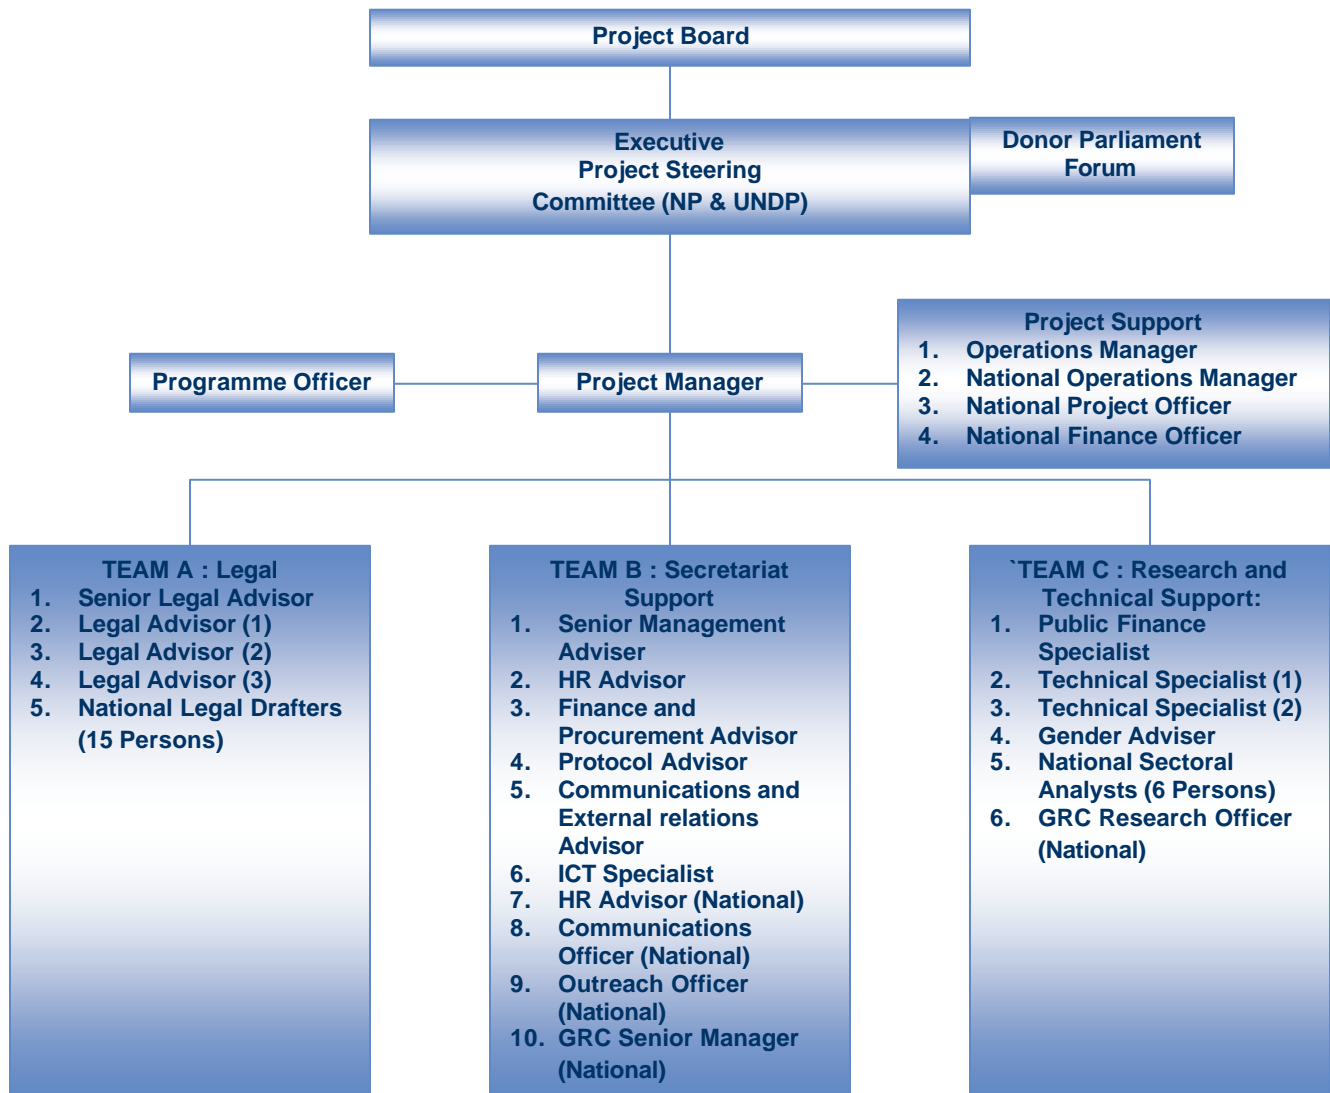 Project Board
Executive
Project Steering
Committee (NP & UNDP)
Donor Parliament
Forum
Programme Officer
Project Manager
Project Support
1. Operations Manager
2. National Operations Manager
3. National Project Officer
4. National Finance Officer
TEAM A : Legal
1. Senior Legal Advisor
2. Legal Advisor (1)
3. Legal Advisor (2)
4. Legal Advisor (3)
5. National Legal Drafters
(15 Persons)
TEAM B : Secretariat
Support
1. Senior Management
Adviser
2. HR Advisor
3. Finance and
Procurement Advisor
4. Protocol Advisor
5. Communications and
External relations
Advisor
6. ICT Specialist
7. HR Advisor (National)
8. Communications
Officer (National)
9. Outreach Officer
(National)
10. GRC Senior Manager
(National)
`TEAM C : Research and
Technical Support:
1. Public Finance
Specialist
2. Technical Specialist (1)
3. Technical Specialist (2)
4. Gender Adviser
5. National Sectoral
Analysts (6 Persons)
6. GRC Research Officer
(National)